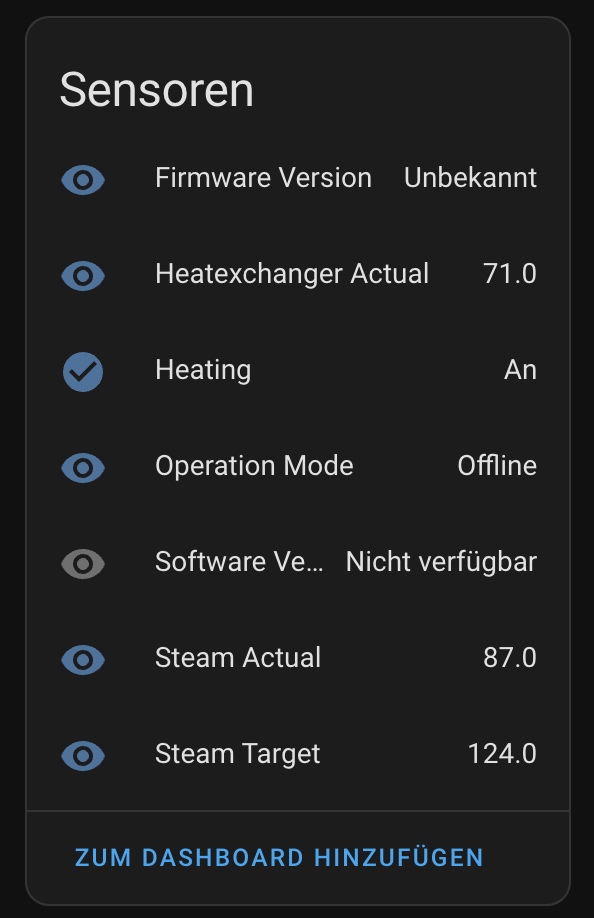 Sensoren
Firmware Version Unbekannt
Heatexchanger Actual 71.0
Heating An
Operation Mode Offline
Software Ve... Nicht verfügbar
Steam Actual 87.0
Steam Target 124.0
ZUM DASHBOARD HINZUFÜGEN